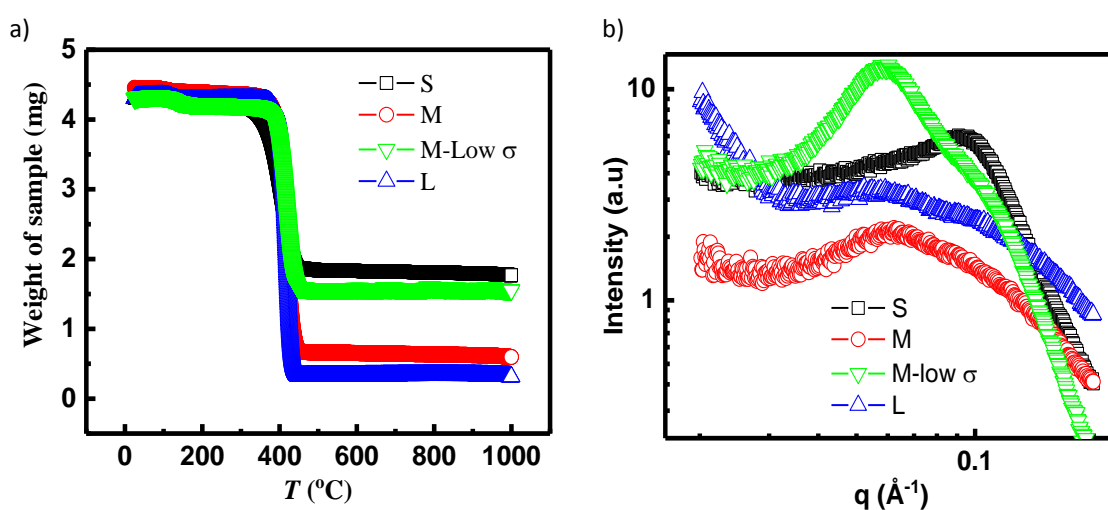 a)
Weight of sample (mg)
5
4
3
2
1
0
S
M
M-Low σ
L
0
200
400
600
800
1000
T (ºC)
b)
Intensity (a.u)
10
1
S
M
M-low σ
L
0.1
q (Å⁻¹)